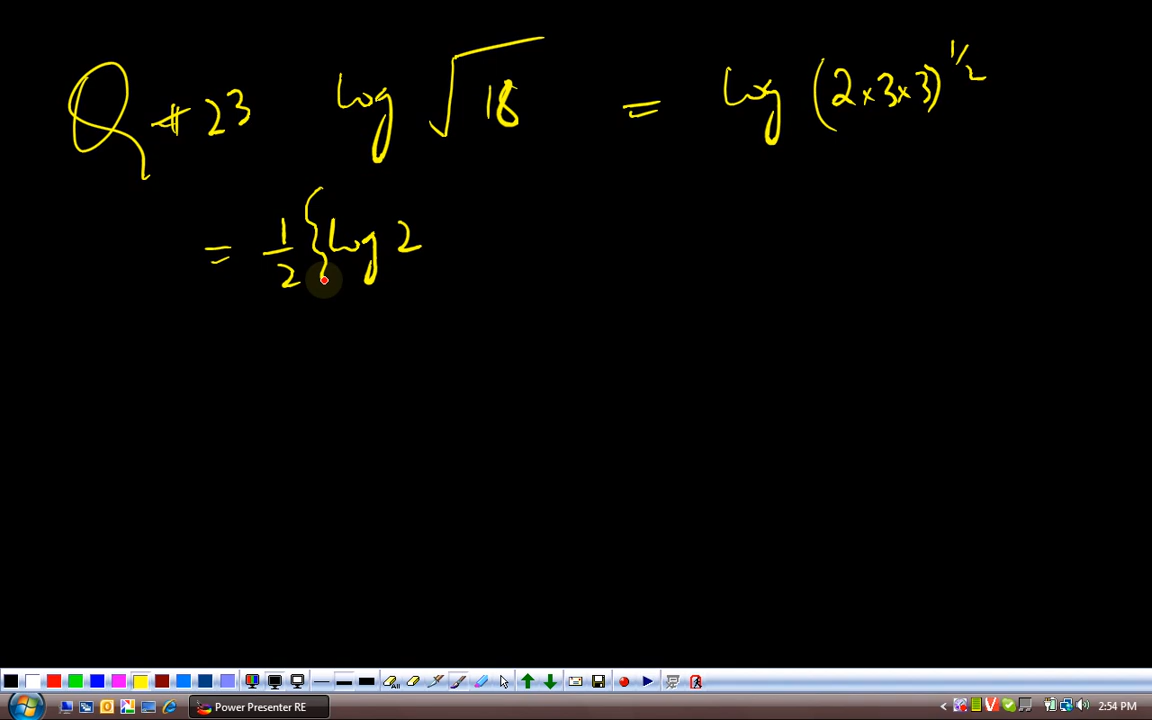 Q # 23 log √18 = log (2×3×3)^1/2
= 1/2 { log 2
Power Presenter RE
2:54 PM